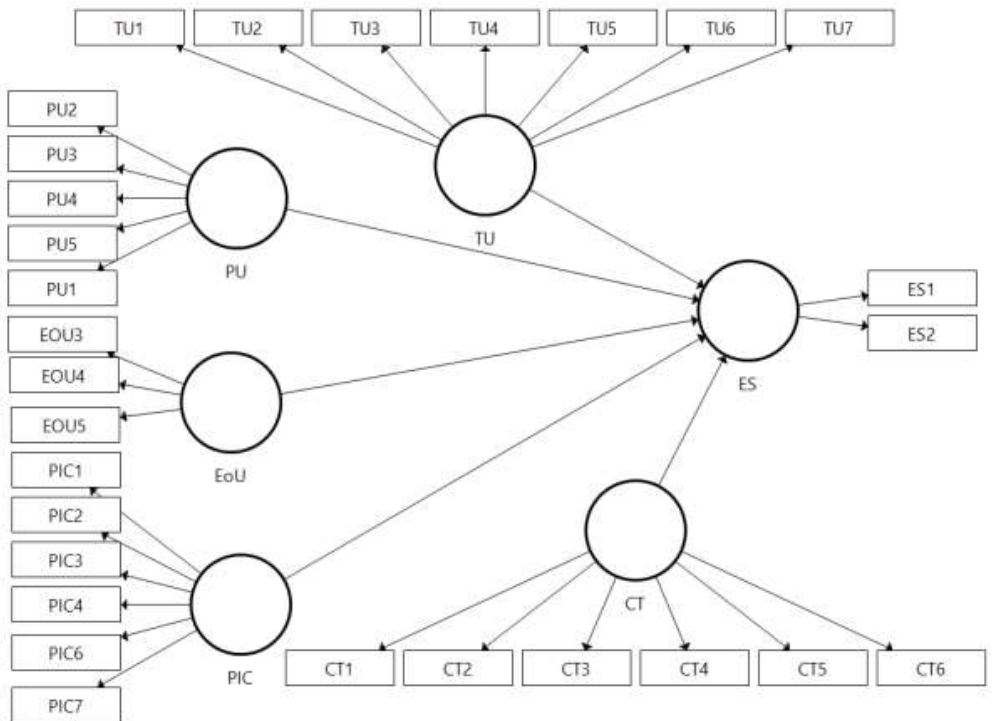 TU1
TU2
TU3
TU4
TU5
TU6
TU7
TU
PU2
PU3
PU4
PU5
PU1
PU
EOU3
EOU4
EOU5
EoU
PIC1
PIC2
PIC3
PIC4
PIC6
PIC7
PIC
ES
ES1
ES2
CT
CT1
CT2
CT3
CT4
CT5
CT6